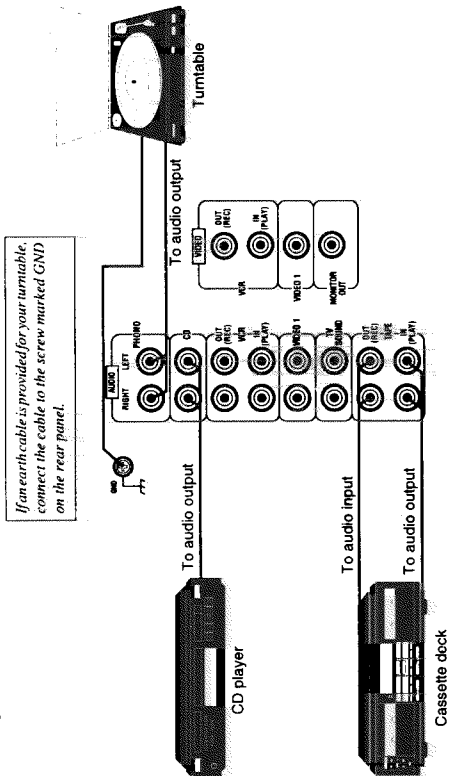 If an earth cable is provided for your turntable,
connect the cable to the screw marked GND
on the rear panel.
Turntable
To audio output
GND
AUDIO
RIGHT LEFT
PHONO
CD
OUT
(REC)
VCR
IN
(PLAY)
VIDEO 1
TV
SOUND
OUT
(REC)
TAPE
IN
(PLAY)
VIDEO
OUT
(REC)
VCR
IN
(PLAY)
VIDEO 1
MONITOR
OUT
To audio output
CD player
To audio input
To audio output
Cassette deck